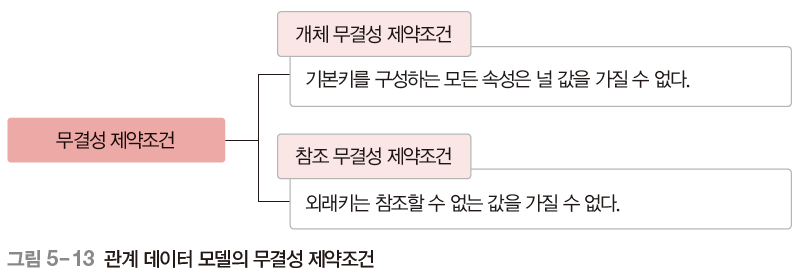 개체 무결성 제약조건
기본키를 구성하는 모든 속성은 널 값을 가질 수 없다.
무결성 제약조건
참조 무결성 제약조건
외래키는 참조할 수 없는 값을 가질 수 없다.
그림 5-13 관계 데이터 모델의 무결성 제약조건